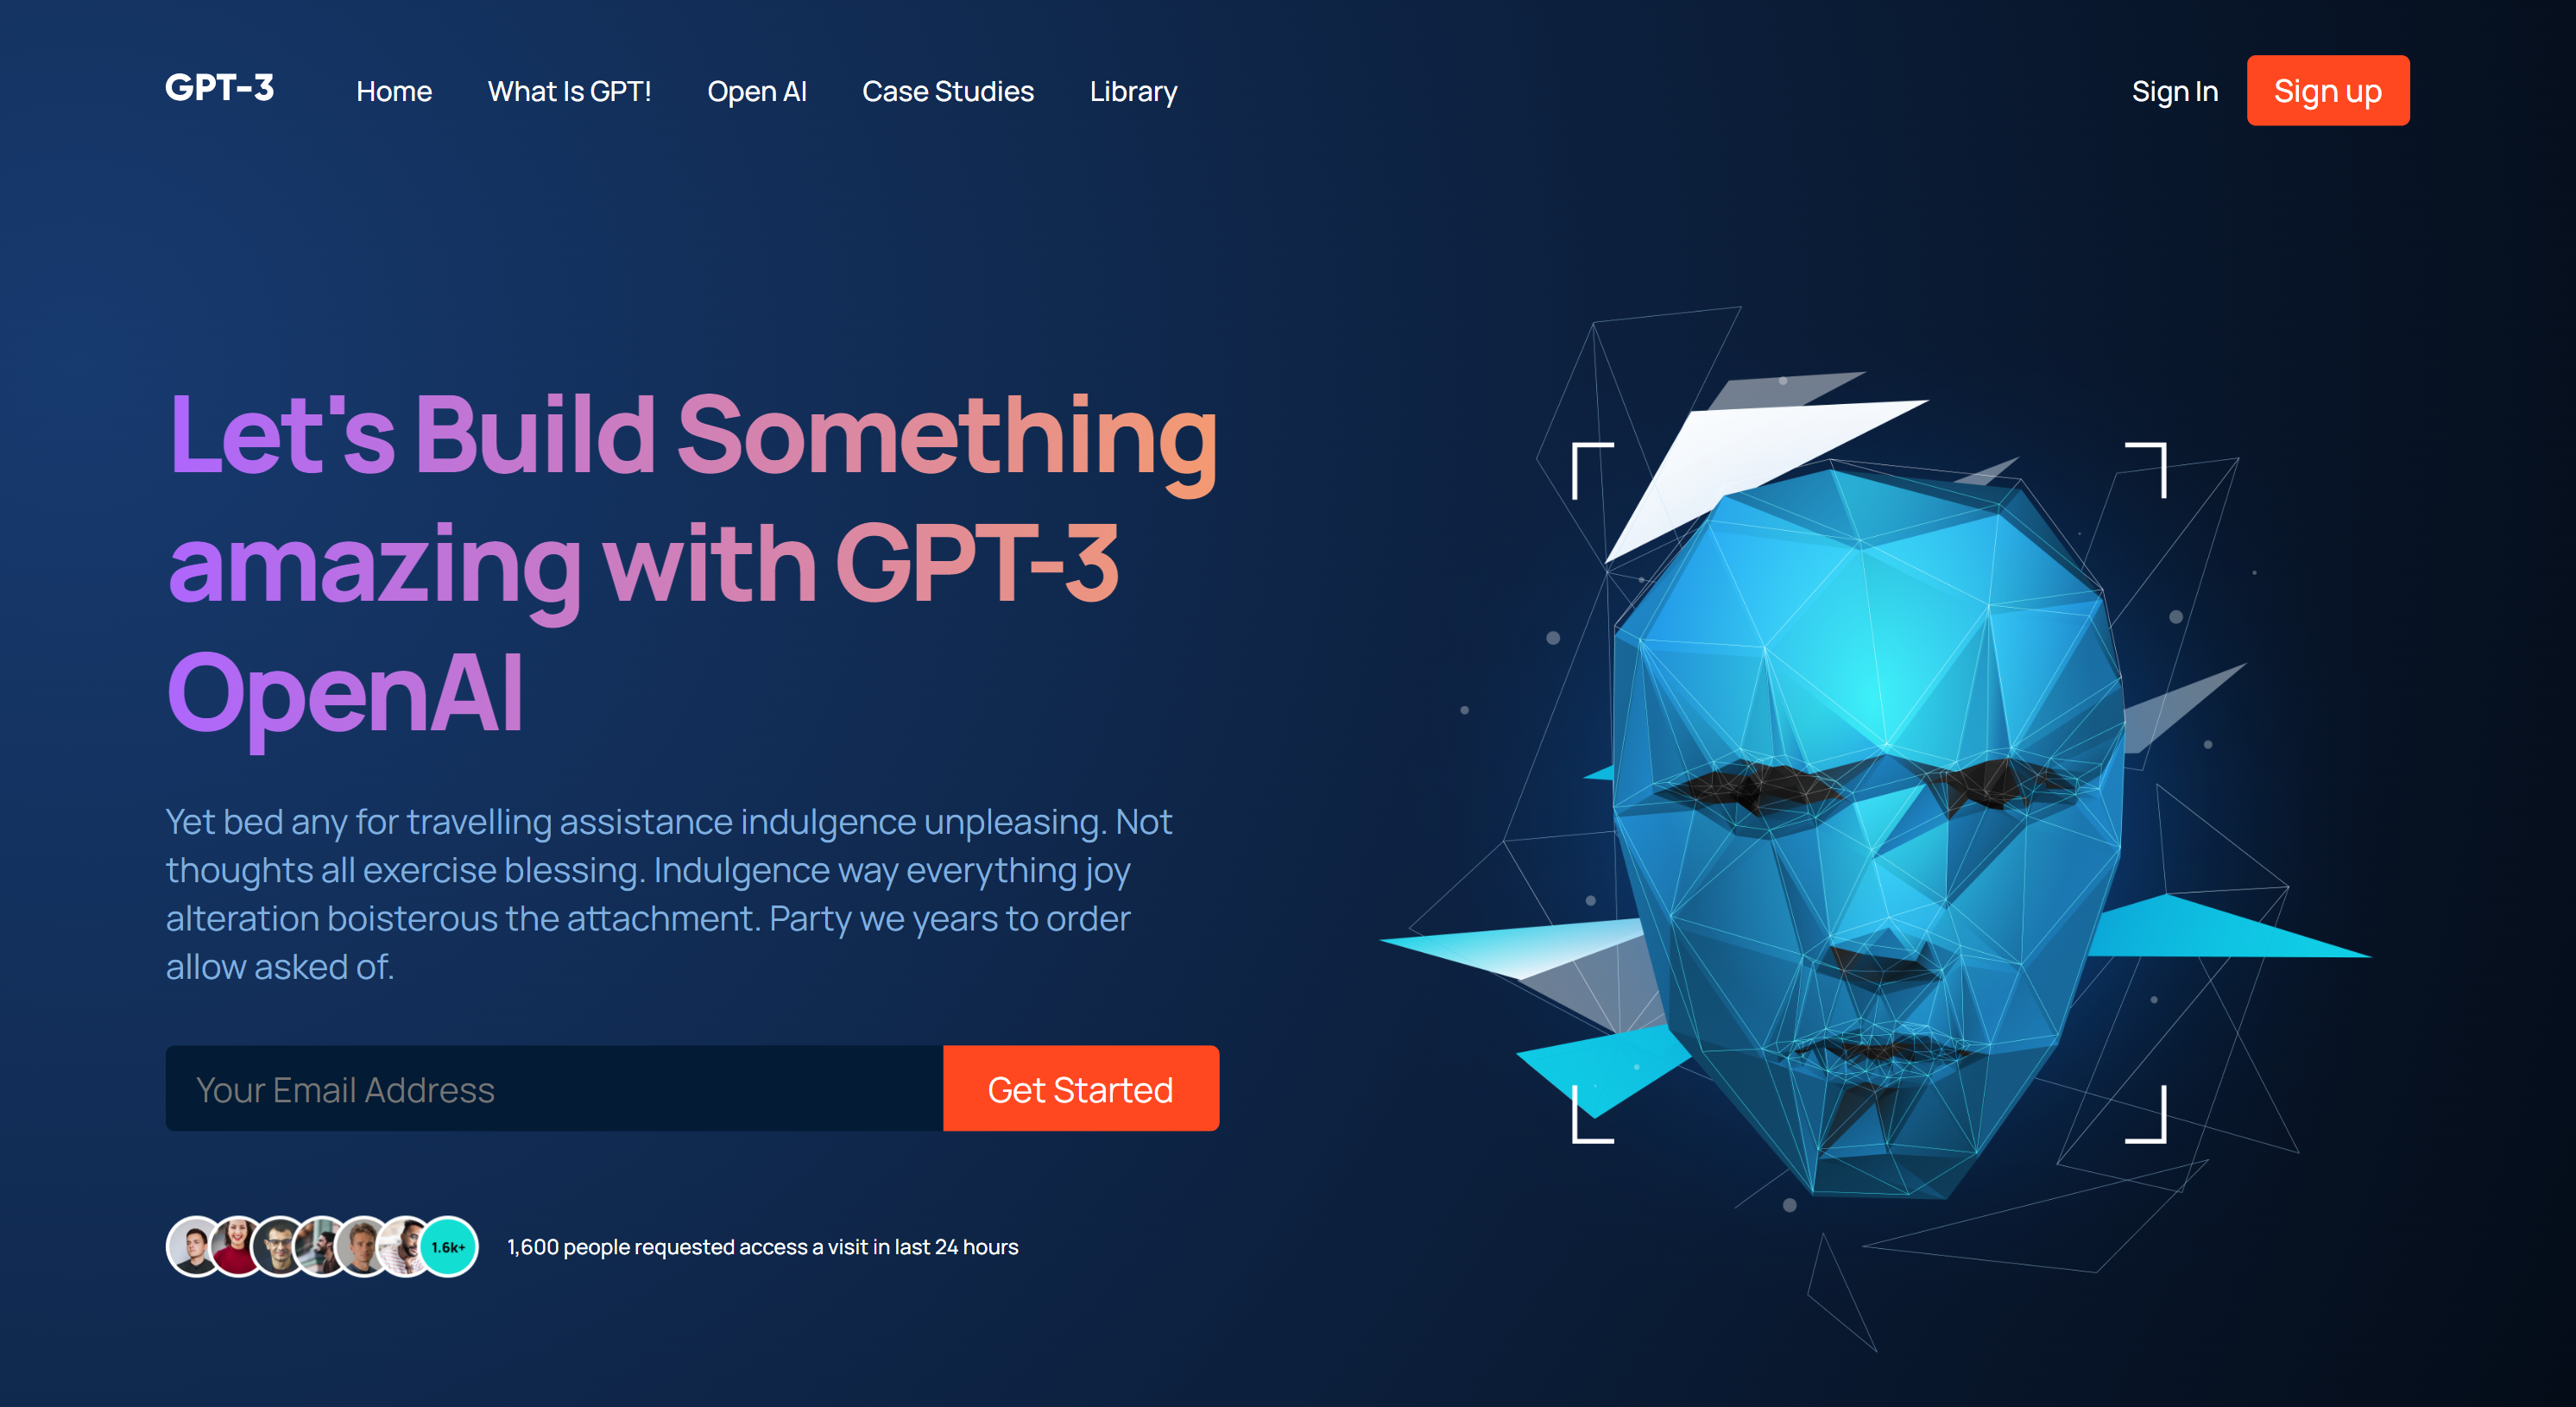 GPT-3
Home
What Is GPT!
Open AI
Case Studies
Library
Sign In
Sign up
Let's Build Something
amazing with GPT-3
OpenAI
Yet bed any for travelling assistance indulgence unpleasing. Not
thoughts all exercise blessing. Indulgence way everything joy
alteration boisterous the attachment. Party we years to order
allow asked of.
Your Email Address
Get Started
1.6k+
1,600 people requested access a visit in last 24 hours